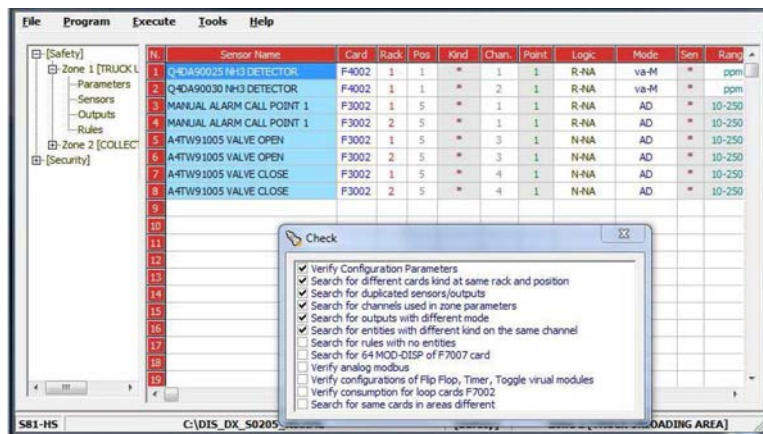 File Program Execute Tools Help
[Safety]
Zone 1 [TRUCK U
Parameters
Sensors
Outputs
Rules
Zone 2 [COLLECT
[Security]
N. Sensor Name Card Rack Pos Kind Chan. Point Logic Mode Sen Rang
1 Q4DA90025 NH3 DETECTOR F4002 1 1 * 1 1 R-NA va-M * ppm
2 Q4DA90030 NH3 DETECTOR F4002 1 1 * 2 1 R-NA va-M * ppm
3 MANUAL ALARM CALL POINT 1 F3002 1 5 * 1 1 R-NA AD * 10-250
4 MANUAL ALARM CALL POINT 1 F3002 2 5 * 1 1 R-NA AD * 10-250
5 A4TW91005 VALVE OPEN F3002 1 5 * 3 1 N-NA AD * 10-250
6 A4TW91005 VALVE OPEN F3002 2 5 * 3 1 N-NA AD * 10-250
7 A4TW91005 VALVE CLOSE F3002 1 5 * 4 1 N-NA AD * 10-250
8 A4TW91005 VALVE CLOSE F3002 2 5 * 4 1 N-NA AD * 10-250
9
10
11
12
13
14
15
16
17
18
19
Check
Verify Configuration Parameters
Search for different cards kind at same rack and position
Search for duplicated sensors/outputs
Search for channels used in zone parameters
Search for outputs with different mode
Search for entities with different kind on the same channel
Search for rules with no entities
Search for 64 MOD-DISP of F7007 card
Verify analog modbus
Verify configurations of Flip Flop, Timer, Toggle virual modules
Verify consumption for loop cards F7002
Search for same cards in areas different
S81-HS C:\DIS_DX_S0205 OADING AREA]